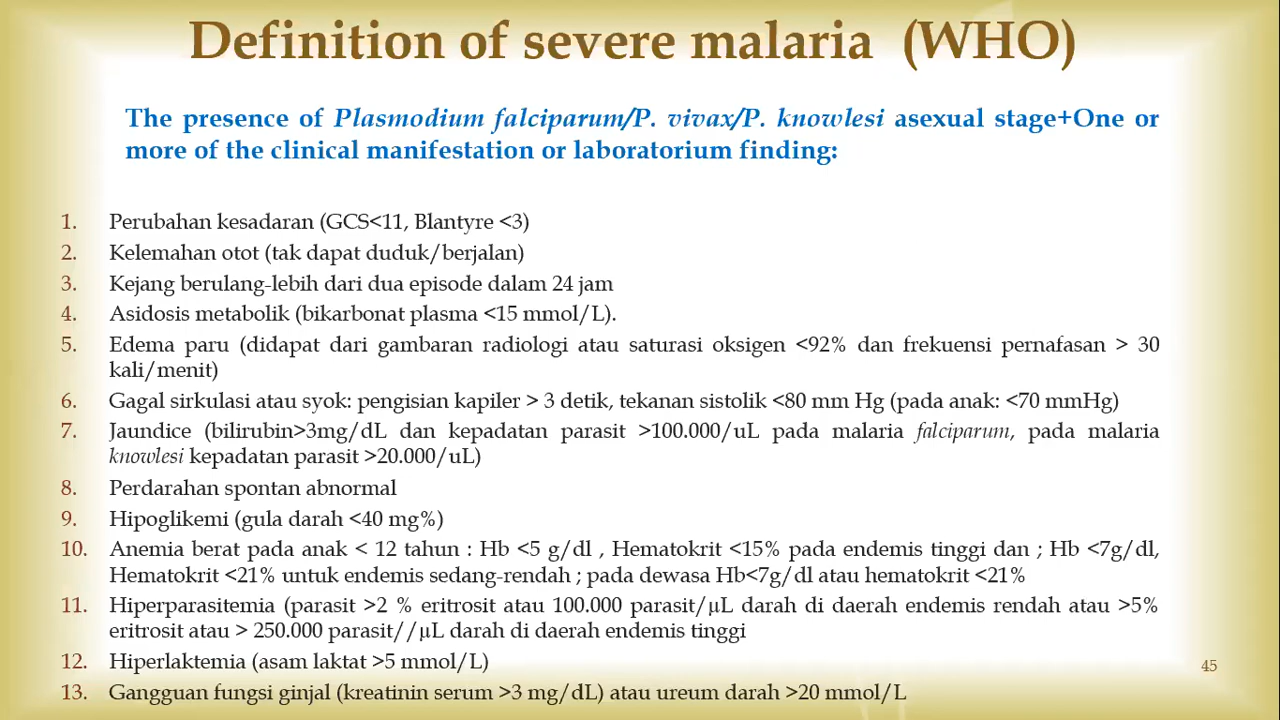 Definition of severe malaria (WHO)
The presence of Plasmodium falciparum/P. vivax/P. knowlesi asexual stage+One or
more of the clinical manifestation or laboratorium finding:
1. Perubahan kesadaran (GCS<11, Blantyre <3)
2. Kelemahan otot (tak dapat duduk/berjalan)
3. Kejang berulang-lebih dari dua episode dalam 24 jam
4. Asidosis metabolik (bikarbonat plasma <15 mmol/L).
5. Edema paru (didapat dari gambaran radiologi atau saturasi oksigen <92% dan frekuensi pernafasan > 30
kali/menit)
6. Gagal sirkulasi atau syok: pengisian kapiler > 3 detik, tekanan sistolik <80 mm Hg (pada anak: <70 mmHg)
7. Jaundice (bilirubin>3mg/dL dan kepadatan parasit >100.000/uL pada malaria falciparum, pada malaria
knowlesi kepadatan parasit >20.000/uL)
8. Perdarahan spontan abnormal
9. Hipoglikemi (gula darah <40 mg%)
10. Anemia berat pada anak < 12 tahun : Hb <5 g/dl , Hematokrit <15% pada endemis tinggi dan ; Hb <7g/dl,
Hematokrit <21% untuk endemis sedang-rendah ; pada dewasa Hb<7g/dl atau hematokrit <21%
11. Hiperparasitemia (parasit >2 % eritrosit atau 100.000 parasit/µL darah di daerah endemis rendah atau >5%
eritrosit atau > 250.000 parasit//µL darah di daerah endemis tinggi
12. Hiperlaktemia (asam laktat >5 mmol/L)
45
13. Gangguan fungsi ginjal (kreatinin serum >3 mg/dL) atau ureum darah >20 mmol/L